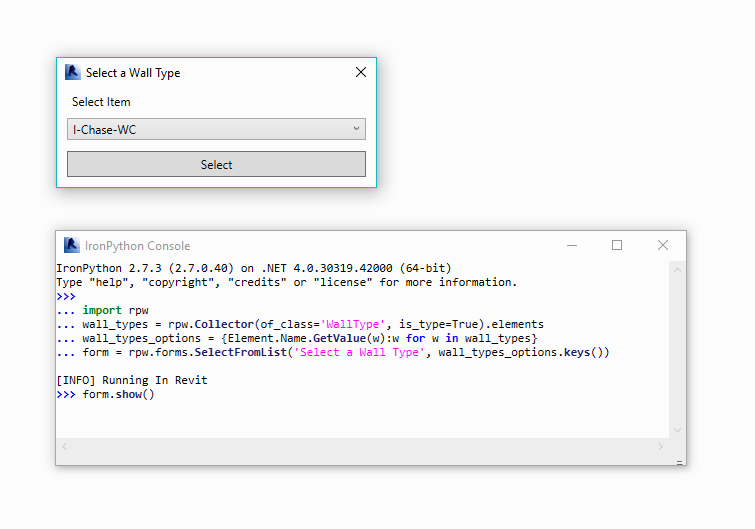 Select a Wall Type
Select Item
I-Chase-WC
Select
IronPython Console
IronPython 2.7.3 (2.7.0.40) on .NET 4.0.30319.42000 (64-bit)
Type "help", "copyright", "credits" or "license" for more information.
>>>
... import rpw
... wall_types = rpw.Collector(of_class='WallType', is_type=True).elements
... wall_types_options = {Element.Name.GetValue(w):w for w in wall_types}
... form = rpw.forms.SelectFromList('Select a Wall Type', wall_types_options.keys())
[INFO] Running In Revit
>>> form.show()